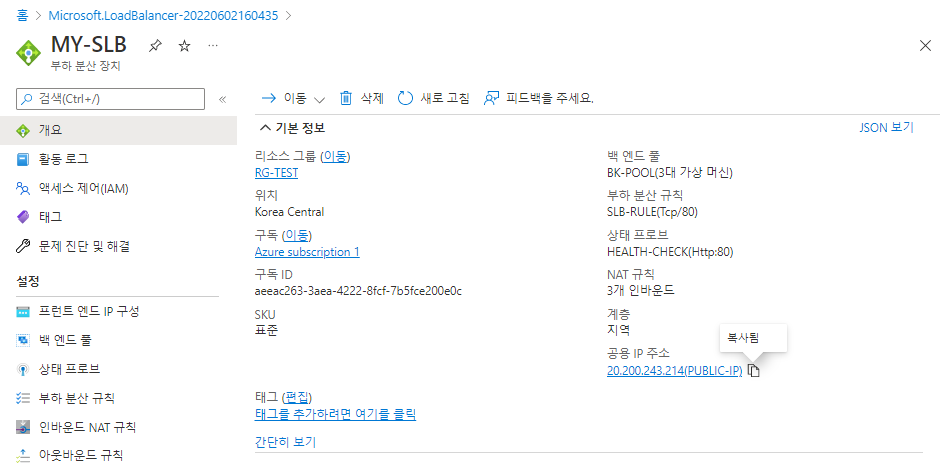 홈 > Microsoft.LoadBalancer-20220602160435 >
MY-SLB
부하 분산 장치
검색(Ctrl+/)
개요
활동 로그
액세스 제어(IAM)
태그
문제 진단 및 해결
설정
프런트 엔드 IP 구성
백 엔드 풀
상태 프로브
부하 분산 규칙
인바운드 NAT 규칙
아웃바운드 규칙
이동 삭제 새로 고침 피드백을 주세요.
기본 정보
JSON 보기
리소스 그룹 (이동)
RG-TEST
위치
Korea Central
구독 (이동)
Azure subscription 1
구독 ID
aeeac263-3aea-4222-8fcf-7b5fce200e0c
SKU
표준
백 엔드 풀
BK-POOL(3대 가상 머신)
부하 분산 규칙
SLB-RULE(Tcp/80)
상태 프로브
HEALTH-CHECK(Http:80)
NAT 규칙
3개 인바운드
계층
지역
복사됨
공용 IP 주소
20.200.243.214(PUBLIC-IP)
태그 (편집)
태그를 추가하려면 여기를 클릭
간단히 보기